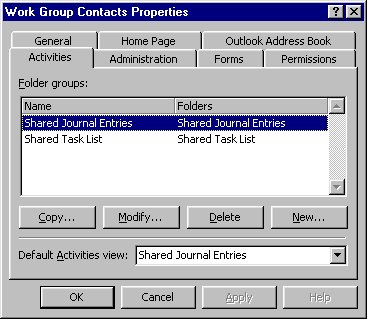 Work Group Contacts Properties
General Home Page Outlook Address Book
Activities Administration Forms Permissions
Folder groups:
Name Folders
Shared Journal Entries Shared Journal Entries
Shared Task List Shared Task List
Copy... Modify... Delete New...
Default Activities view: Shared Journal Entries
OK Cancel Apply Help